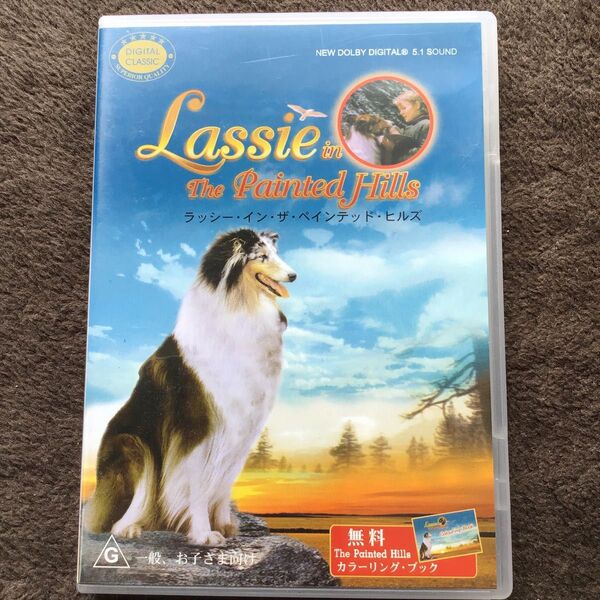 DIGITAL
CLASSIC
SUPERIOR QUALITY
NEW DOLBY DIGITAL® 5.1 SOUND
Lassie in
The Painted Hills
ラッシー・イン・ザ・ペインテッド・ヒルズ
G
一般、お子さま向け
無料
The Painted Hills
カラーリング・ブック
Lassie